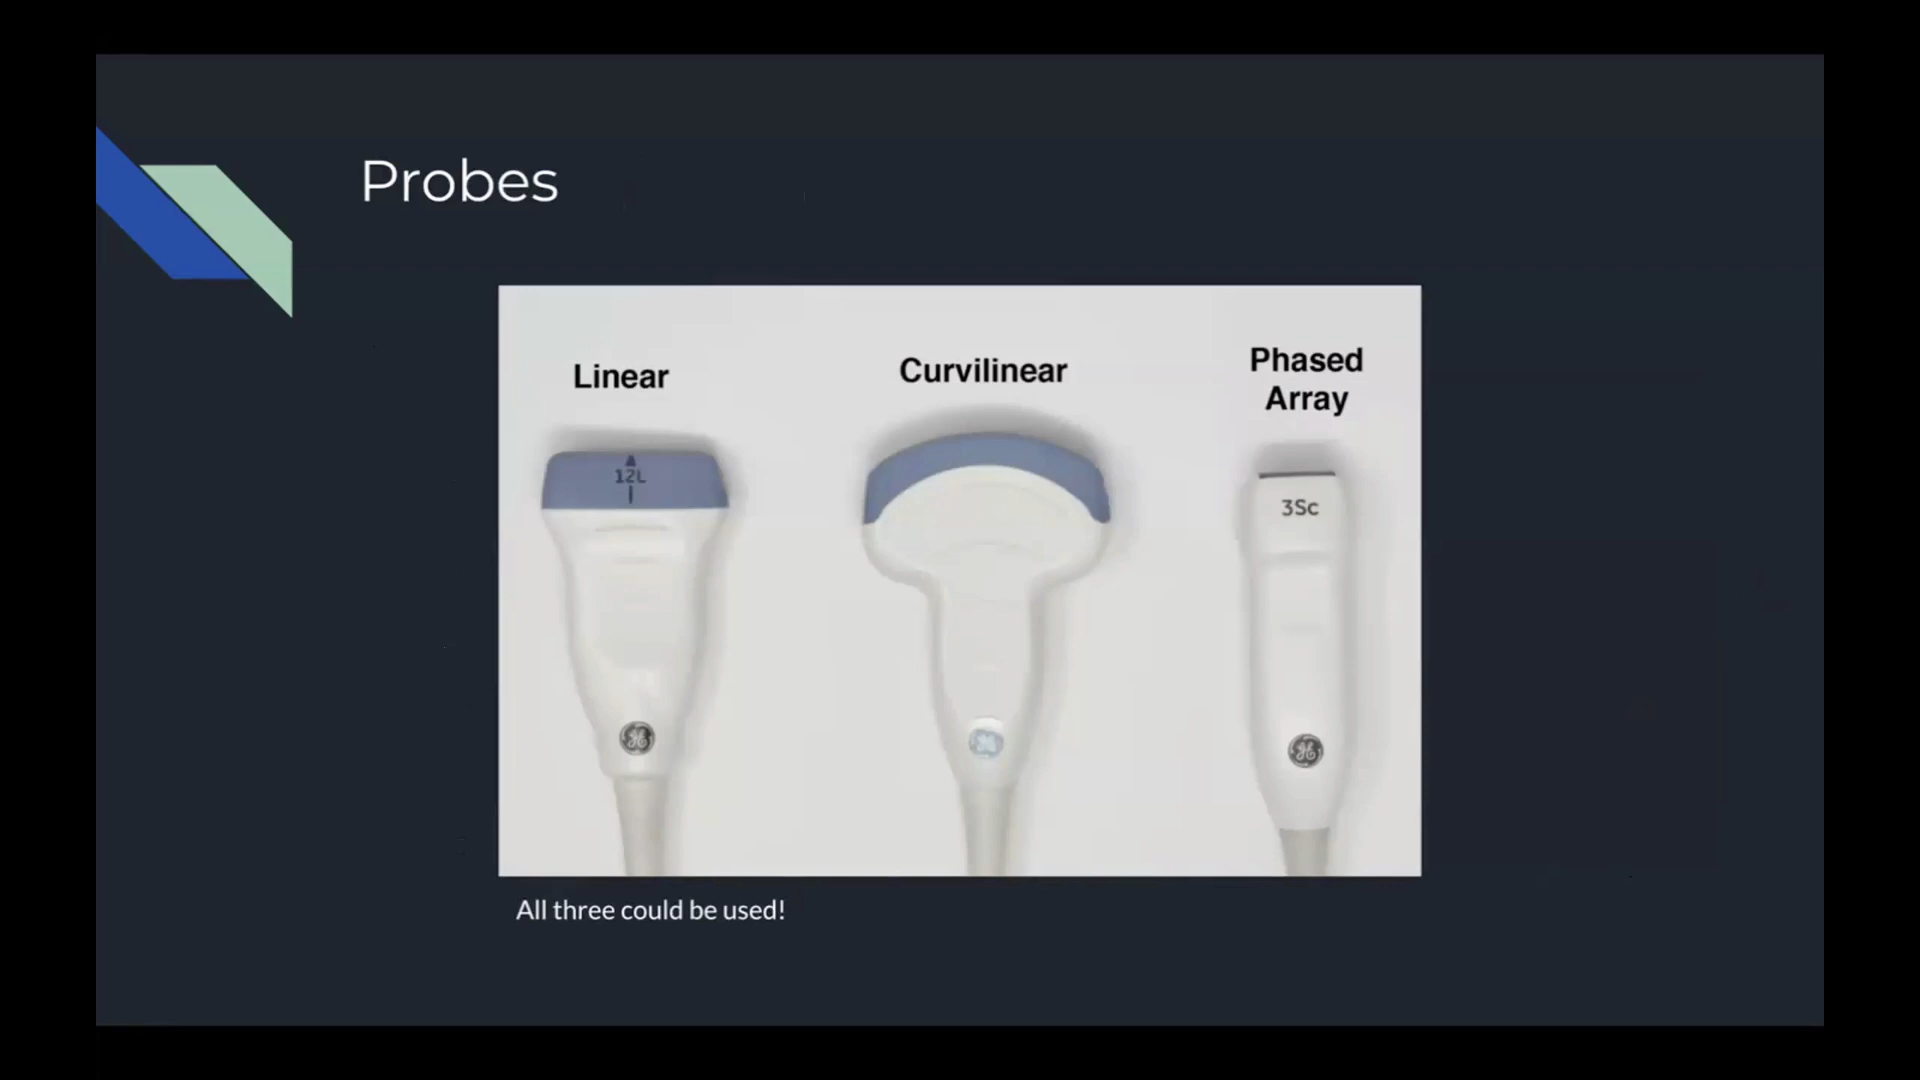 Probes
Linear
Curvilinear
Phased
Array
12L
3Sc
All three could be used!